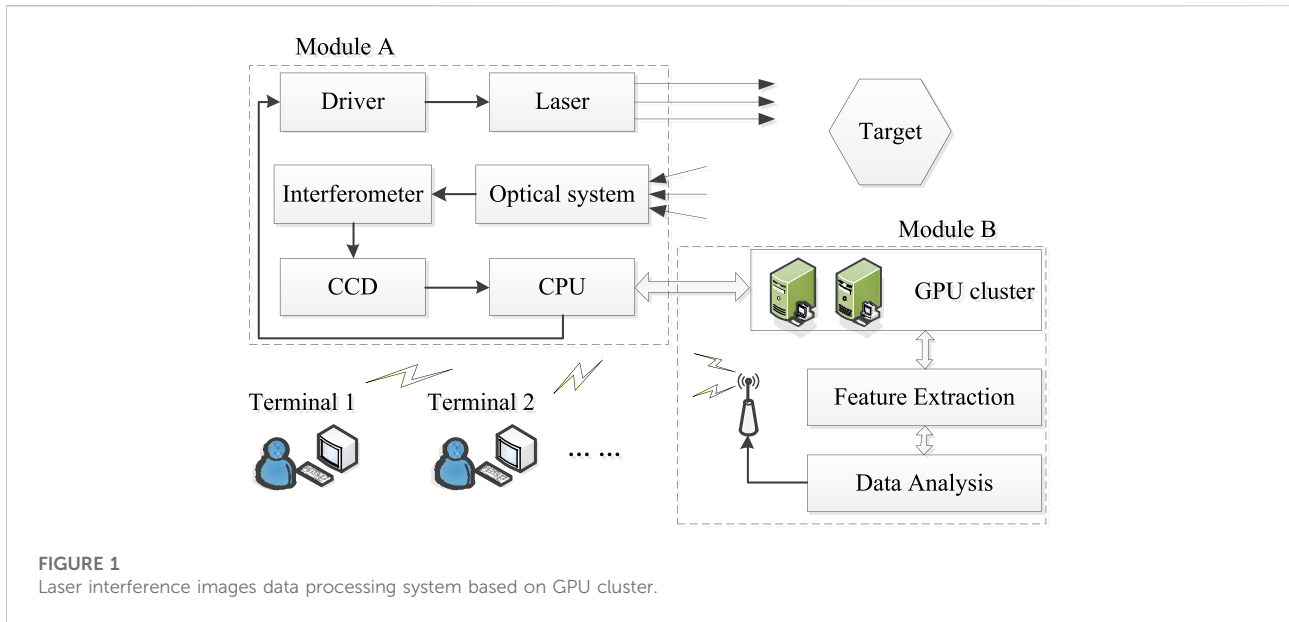 Module A
Driver
Laser
Target
Interferometer
Optical system
Module B
CCD
CPU
GPU cluster
Feature Extraction
Terminal 1
Terminal 2
... ...
Data Analysis
FIGURE 1
Laser interference images data processing system based on GPU cluster.